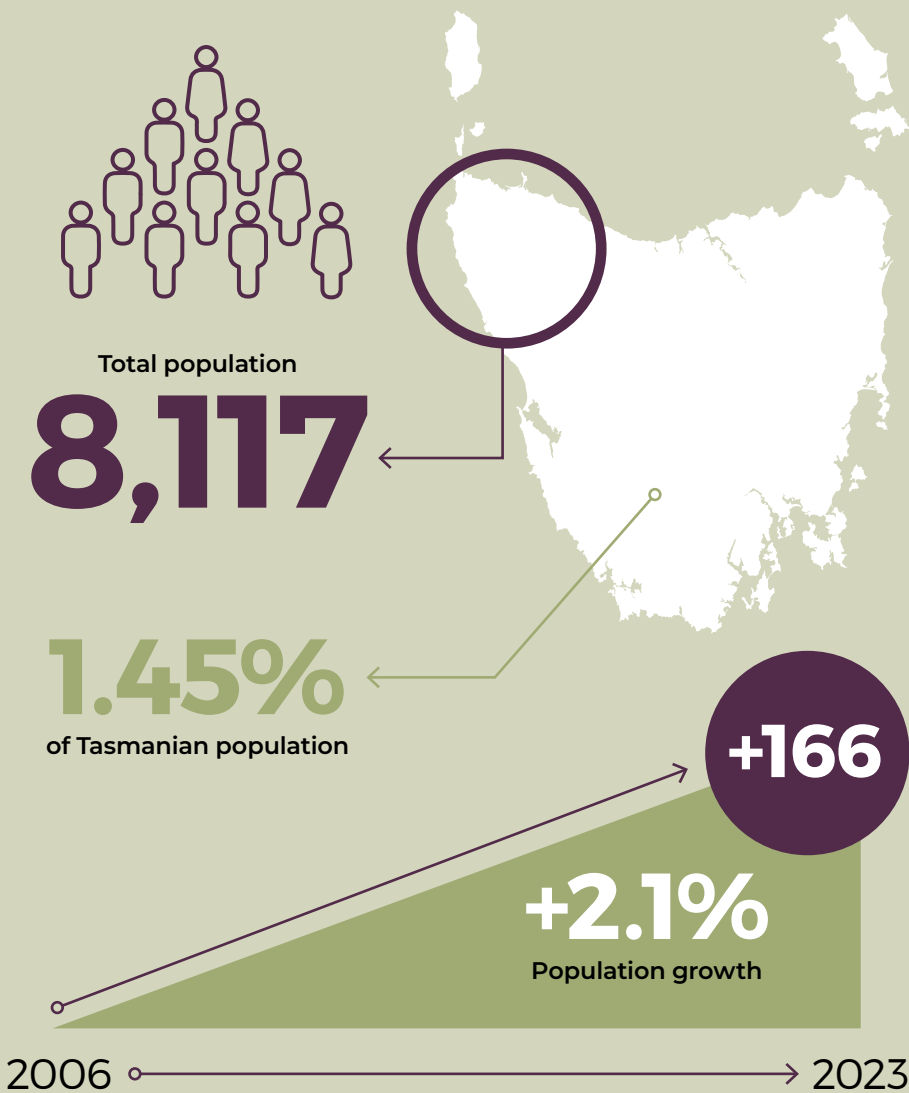 Total population
8,117
1.45%
of Tasmanian population
+166
+2.1%
Population growth
2006
2023